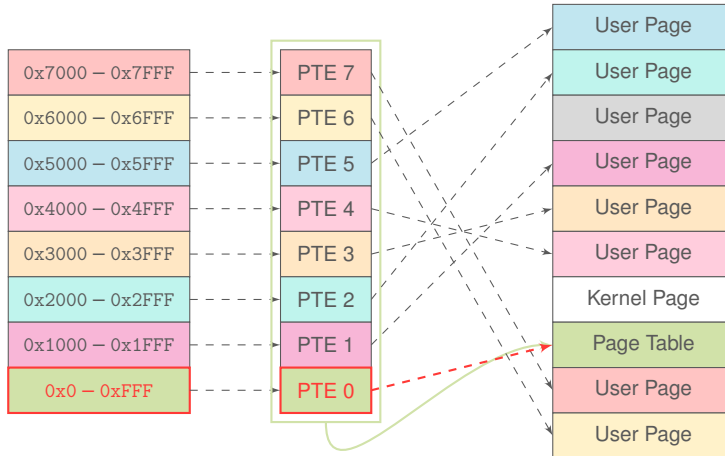 0x7000 – 0x7FFF
0x6000 – 0x6FFF
0x5000 – 0x5FFF
0x4000 – 0x4FFF
0x3000 – 0x3FFF
0x2000 – 0x2FFF
0x1000 – 0x1FFF
0x0 – 0xFFF
PTE 7
PTE 6
PTE 5
PTE 4
PTE 3
PTE 2
PTE 1
PTE 0
User Page
User Page
User Page
User Page
User Page
User Page
Kernel Page
Page Table
User Page
User Page